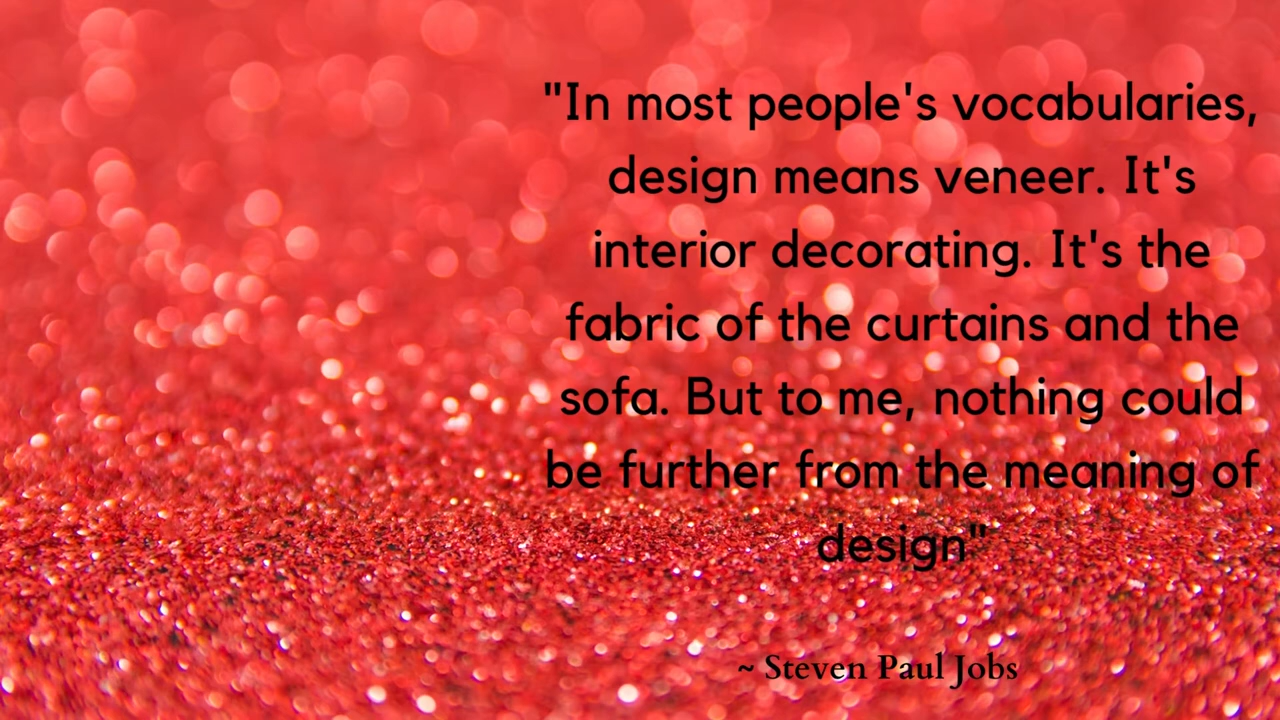 "In most people's vocabularies,
design means veneer. It's
interior decorating. It's the
fabric of the curtains and the
sofa. But to me, nothing could
be further from the meaning of
design"
~ Steven Paul Jobs